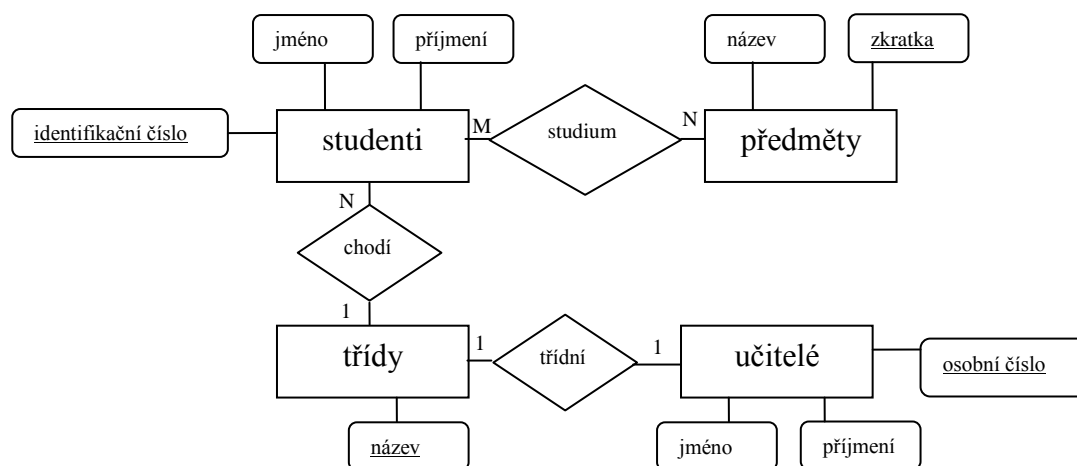 jméno
příjmení
název
zkratka
identifikační číslo
studenti
M
studium
N
předměty
N
chodí
1
třídy
1
třídní
1
učitelé
osobní číslo
název
jméno
příjmení